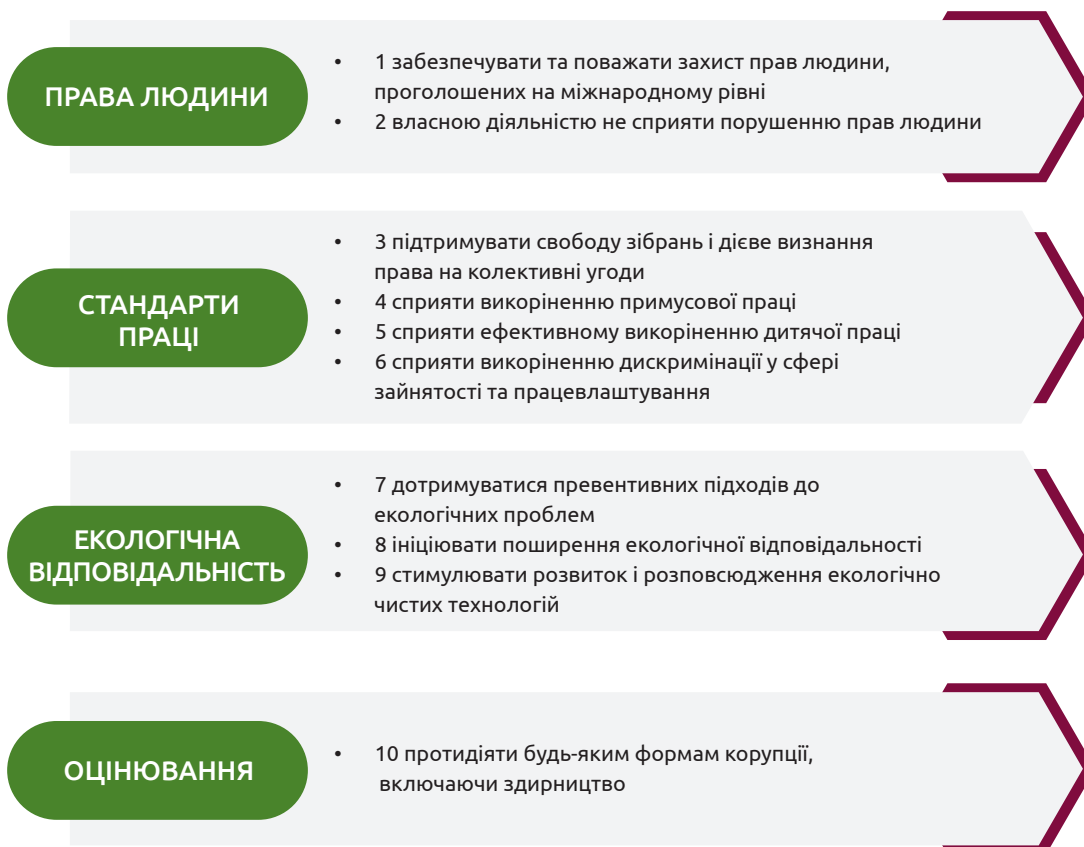 ПРАВА ЛЮДИНИ
• 1 забезпечувати та поважати захист прав людини,
проголошених на міжнародному рівні
• 2 власною діяльністю не сприяти порушенню прав людини
СТАНДАРТИ
ПРАЦІ
• 3 підтримувати свободу зібрань і дієве визнання
права на колективні угоди
• 4 сприяти викоріненню примусової праці
• 5 сприяти ефективному викоріненню дитячої праці
• 6 сприяти викоріненню дискримінації у сфері
зайнятості та працевлаштування
ЕКОЛОГІЧНА
ВІДПОВІДАЛЬНІСТЬ
• 7 дотримуватися превентивних підходів до
екологічних проблем
• 8 ініціювати поширення екологічної відповідальності
• 9 стимулювати розвиток і розповсюдження екологічно
чистих технологій
ОЦІНЮВАННЯ
• 10 протидіяти будь-яким формам корупції,
включаючи здирництво